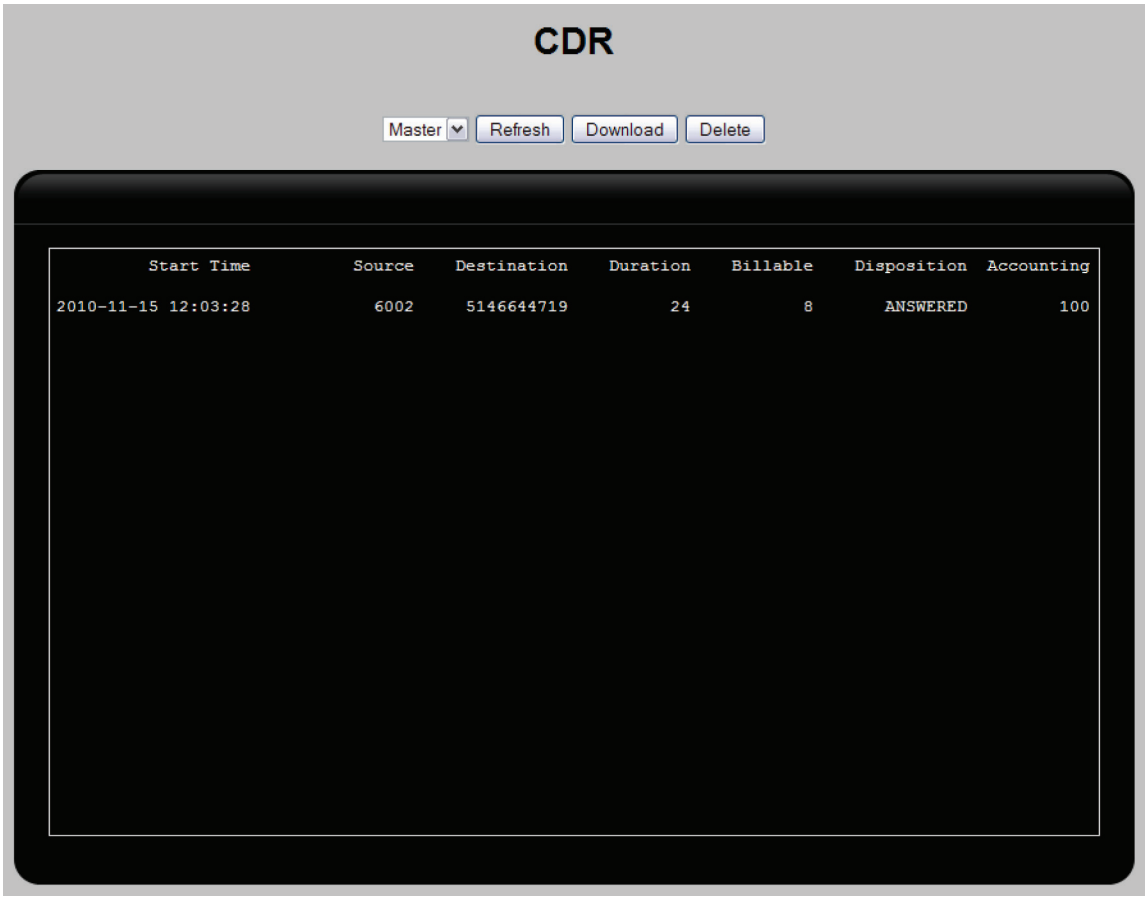 CDR
Master Refresh Download Delete
Start Time Source Destination Duration Billable Disposition Accounting
2010-11-15 12:03:28 6002 5146644719 24 8 ANSWERED 100